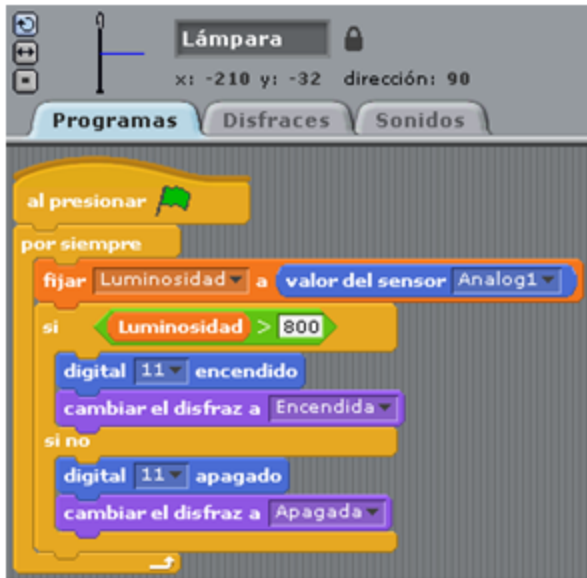 Lámpara
x: -210 y: -32 dirección: 90
Programas Disfraces Sonidos
al presionar
por siempre
fijar Luminosidad a valor del sensor Analog1
si Luminosidad > 800
digital 11 encendido
cambiar el disfraz a Encendida
si no
digital 11 apagado
cambiar el disfraz a Apagada